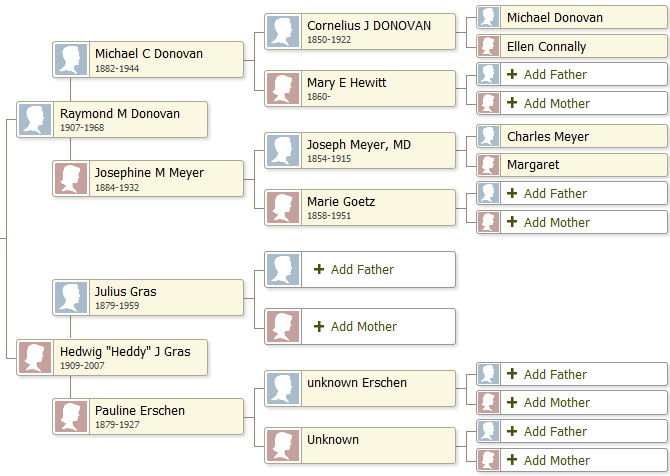 Michael Donovan
Cornelius J DONOVAN
1850-1922
Ellen Connally
Michael C Donovan
1882-1944
+ Add Father
Mary E Hewitt
1860-
+ Add Mother
Raymond M Donovan
1907-1968
Charles Meyer
Joseph Meyer, MD
1854-1915
Margaret
Josephine M Meyer
1884-1932
+ Add Father
Marie Goetz
1858-1951
+ Add Mother
+ Add Father
Julius Gras
1879-1959
+ Add Mother
Hedwig "Heddy" J Gras
1909-2007
+ Add Father
unknown Erschen
+ Add Mother
Pauline Erschen
1879-1927
+ Add Father
Unknown
+ Add Mother